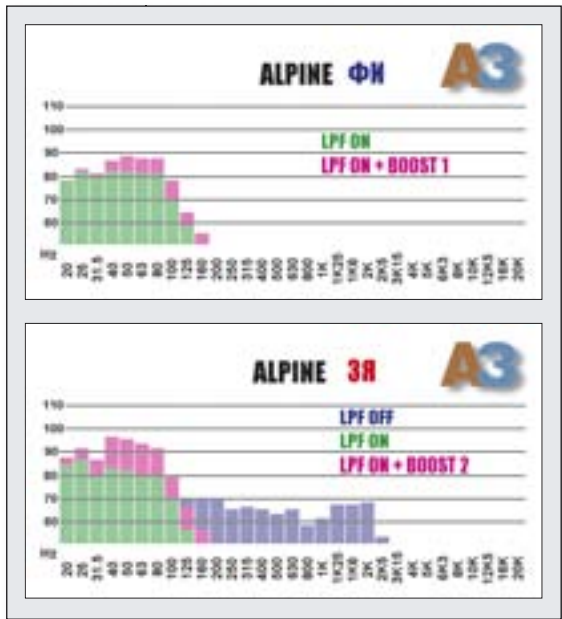 ALPINE ФИ
A3
110
100
LPF ON
90
LPF ON + BOOST 1
80
70
60
Hz
20 25 31.5 40 50 63 80 100 125 160 200 250 315 400 500 630 800 1K 1K25 1K6 2K 2K5 3K15 4K 5K 6K3 8K 10K 12K5 16K 20K
ALPINE ЗЯ
A3
110
LPF OFF
100
LPF ON
90
LPF ON + BOOST 2
80
70
60
Hz
20 25 31.5 40 50 63 80 100 125 160 200 250 315 400 500 630 800 1K 1K25 1K6 2K 2K5 3K15 4K 5K 6K3 8K 10K 12K5 16K 20K